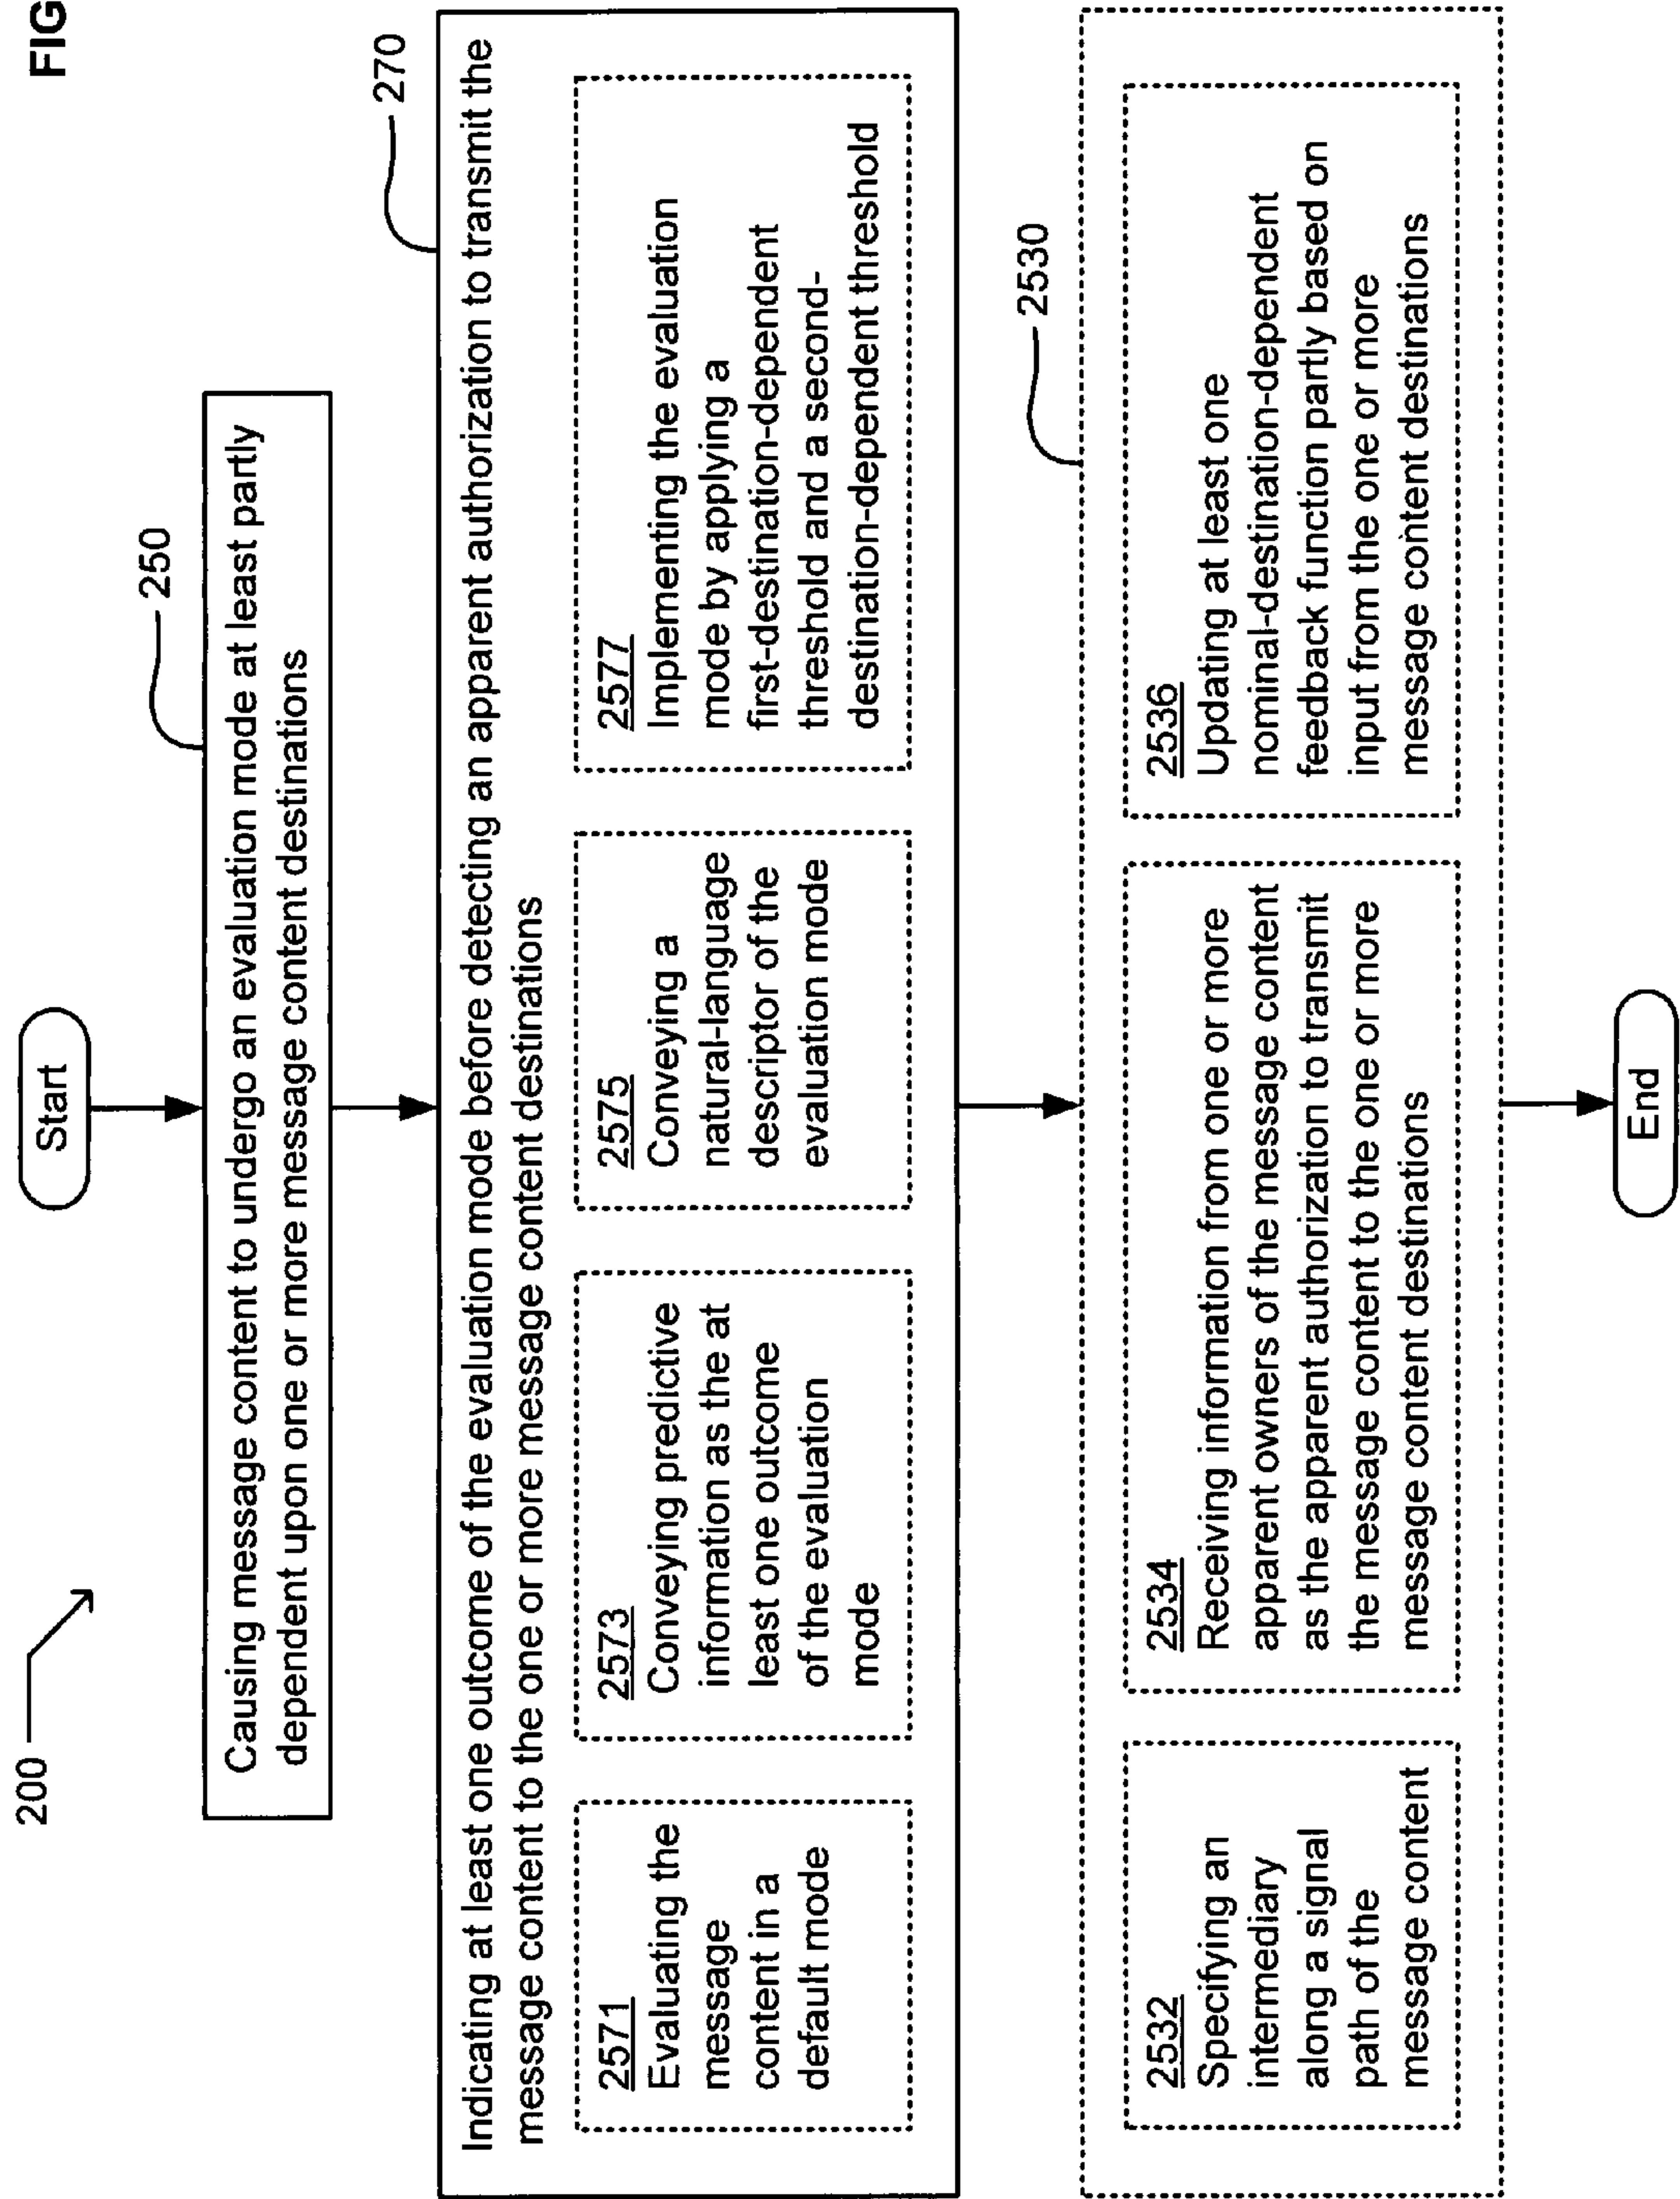 FIG
200
Start
250
Causing message content to undergo an evaluation mode at least partly
dependent upon one or more message content destinations
270
Indicating at least one outcome of the evaluation mode before detecting an apparent authorization to transmit the
message content to the one or more message content destinations
2571
Evaluating the
message
content in a
default mode
2573
Conveying predictive
information as the at
least one outcome
of the evaluation
mode
2575
Conveying a
natural-language
descriptor of the
evaluation mode
2577
Implementing the evaluation
mode by applying a
first-destination-dependent
threshold and a second-
destination-dependent threshold
2530
2532
Specifying an
intermediary
along a signal
path of the
message content
2534
Receiving information from one or more
apparent owners of the message content
as the apparent authorization to transmit
the message content to the one or more
message content destinations
2536
Updating at least one
nominal-destination-dependent
feedback function partly based on
input from the one or more
message content destinations
End